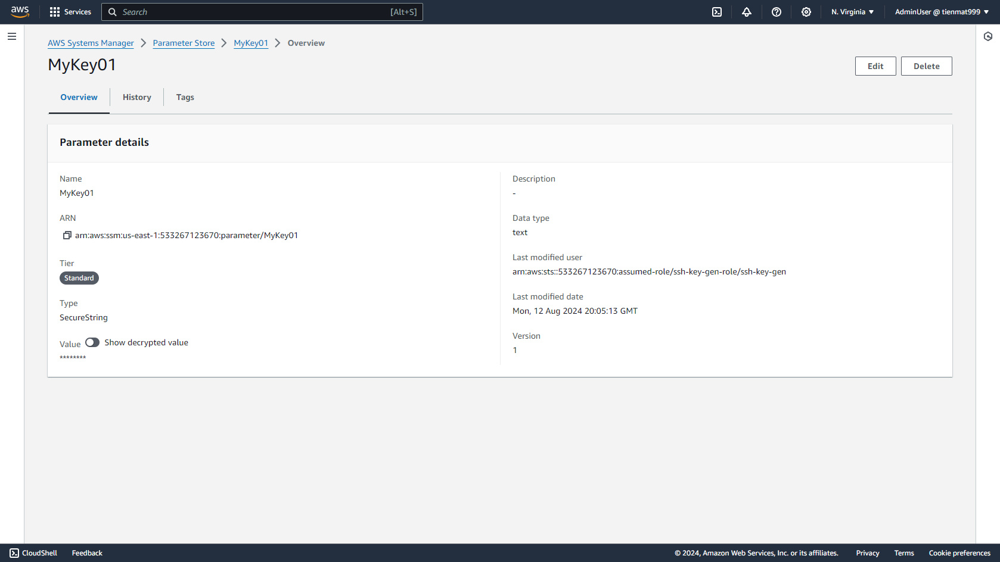 aws
Services
Search
[Alt+S]
N. Virginia
AdminUser @ tienmat999
AWS Systems Manager
Parameter Store
MyKey01
Overview
MyKey01
Edit
Delete
Overview
History
Tags
Parameter details
Name
MyKey01
ARN
arn:aws:ssm:us-east-1:533267123670:parameter/MyKey01
Tier
Standard
Type
SecureString
Value
Show decrypted value
********
Description
-
Data type
text
Last modified user
arn:aws:sts::533267123670:assumed-role/ssh-key-gen-role/ssh-key-gen
Last modified date
Mon, 12 Aug 2024 20:05:13 GMT
Version
1
CloudShell
Feedback
© 2024, Amazon Web Services, Inc. or its affiliates.
Privacy
Terms
Cookie preferences